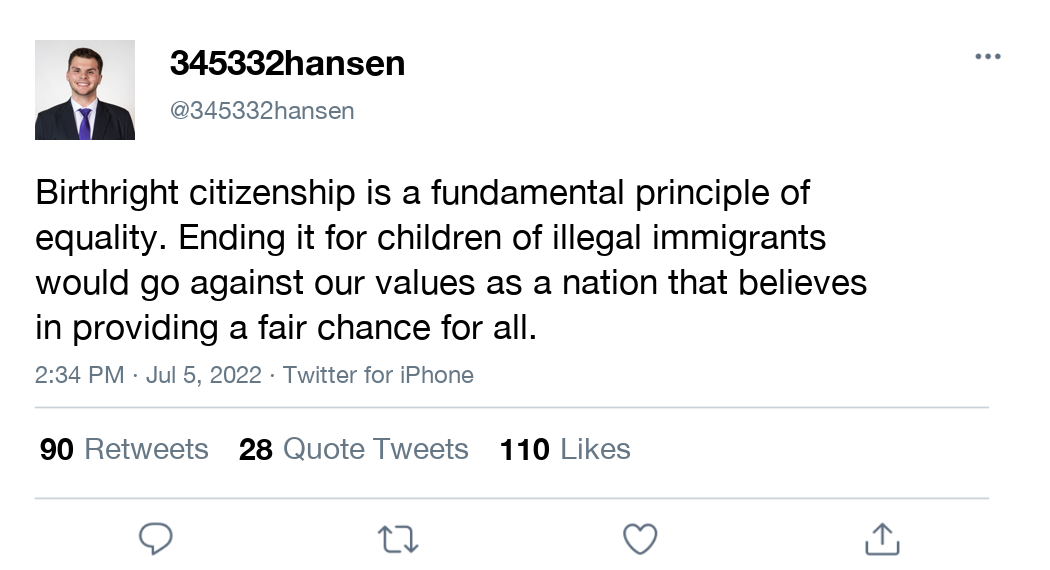 345332hansen
@345332hansen
Birthright citizenship is a fundamental principle of
equality. Ending it for children of illegal immigrants
would go against our values as a nation that believes
in providing a fair chance for all.
2:34 PM · Jul 5, 2022 · Twitter for iPhone
90 Retweets 28 Quote Tweets 110 Likes